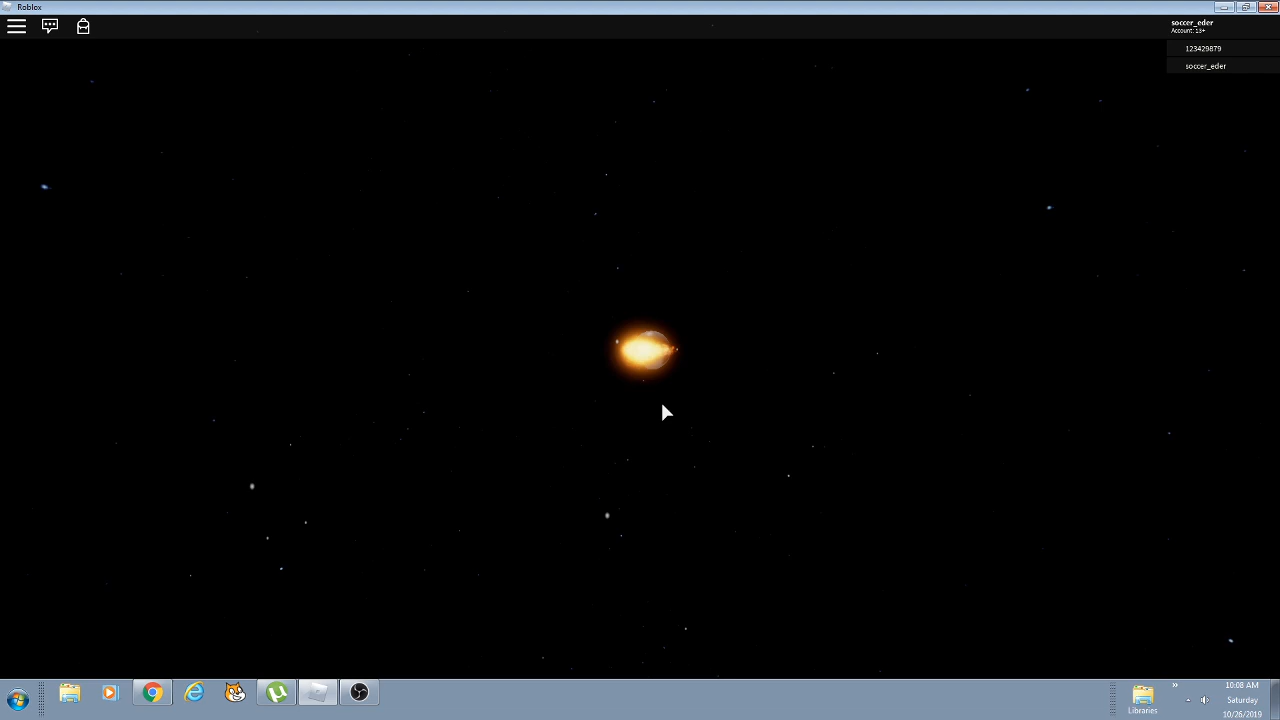 Roblox
soccer_eder
Account: 13+
123429879
soccer_eder
10:08 AM
Saturday
Libraries
10/26/2019